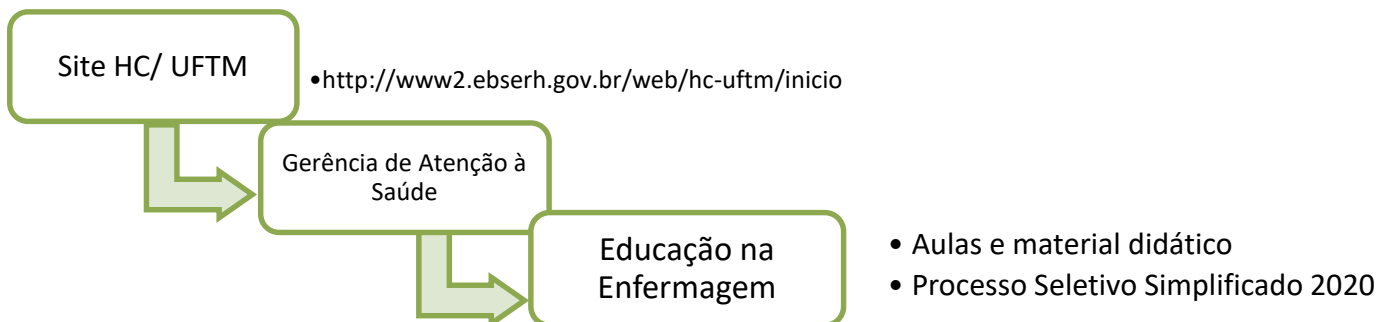 Site HC/ UFTM
•http://www2.ebserh.gov.br/web/hc-uftm/inicio
Gerência de Atenção à
Saúde
Educação na
Enfermagem
• Aulas e material didático
• Processo Seletivo Simplificado 2020